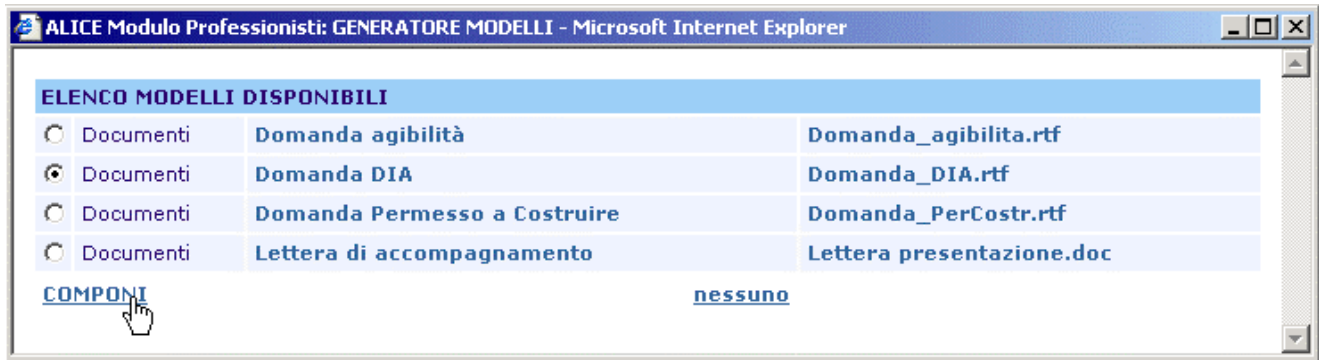 ALICE Modulo Professionisti: GENERATORE MODELLI - Microsoft Internet Explorer
ELENCO MODELLI DISPONIBILI
Documenti Domanda agibilità Domanda_agibilita.rtf
Documenti Domanda DIA Domanda_DIA.rtf
Documenti Domanda Permesso a Costruire Domanda_PerCostr.rtf
Documenti Lettera di accompagnamento Lettera presentazione.doc
COMPONI nessuno